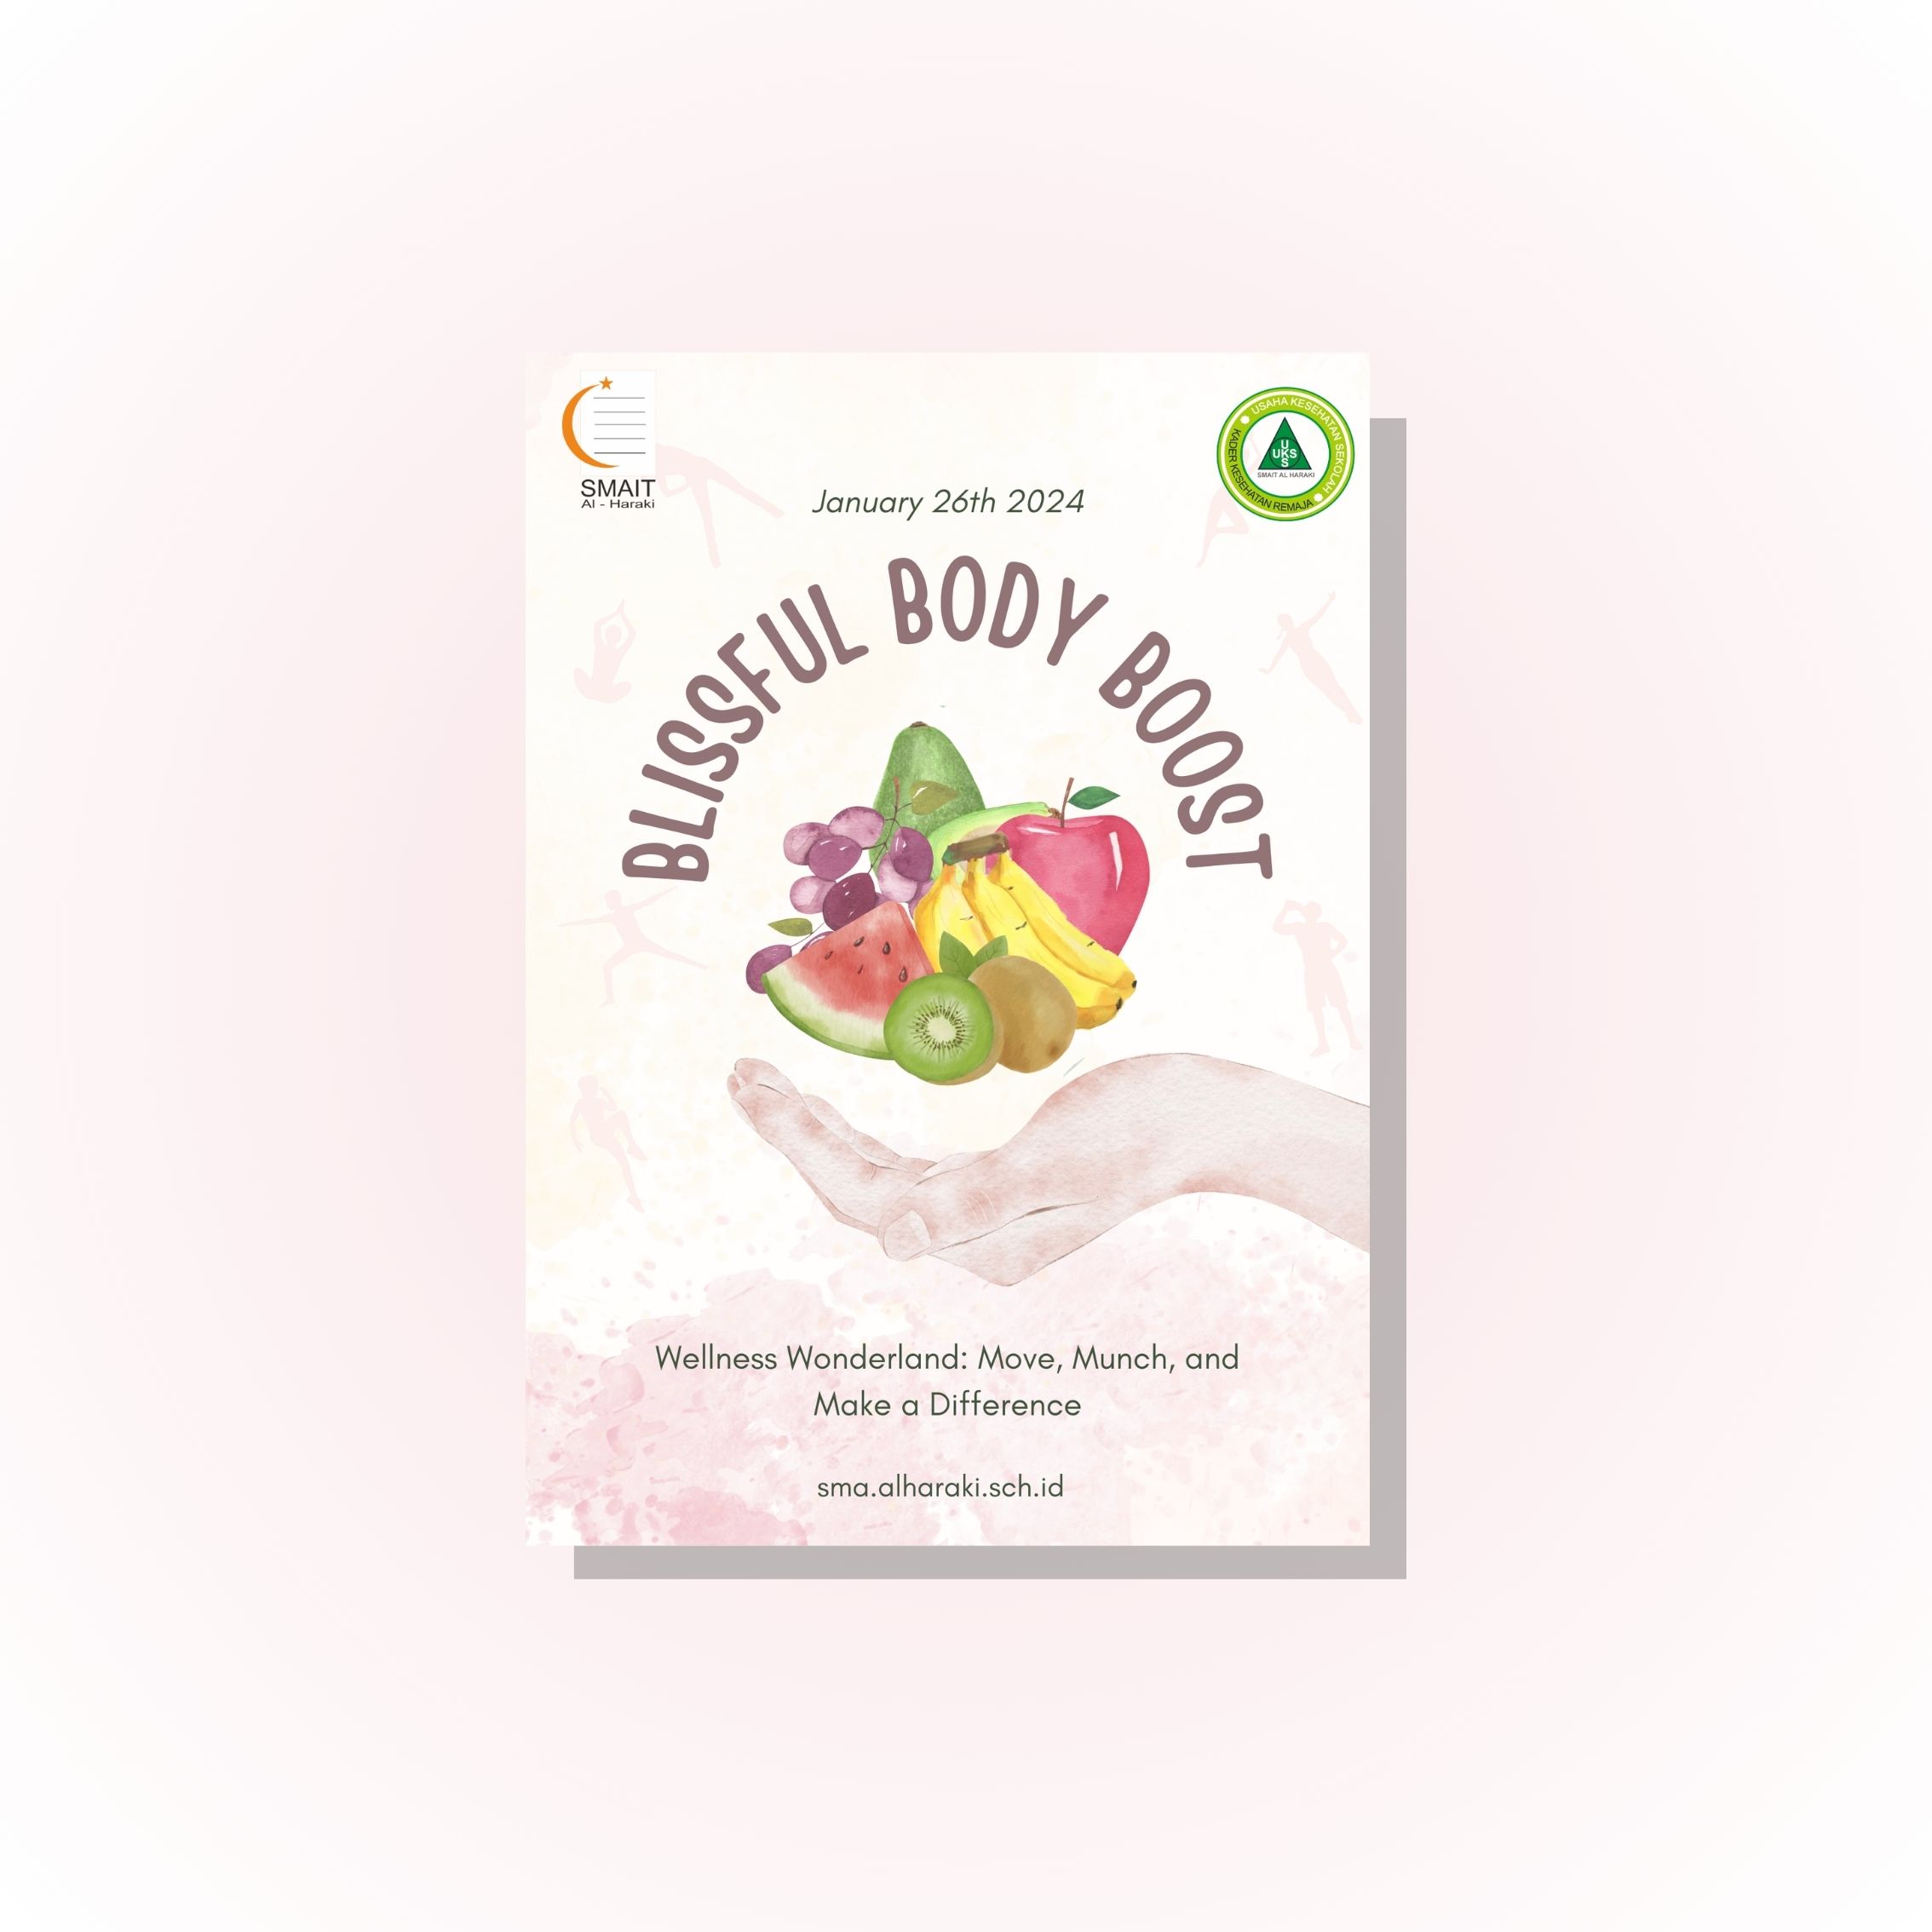 SMAIT
Al - Haraki
USAHA KESEHATAN SEKOLAH
UKS
UKS
SMAIT AL HARAKI
KADER KESEHATAN REMAJA
January 26th 2024
BLISSFUL BODY BOOST
Wellness Wonderland: Move, Munch, and
Make a Difference
sma.alharaki.sch.id